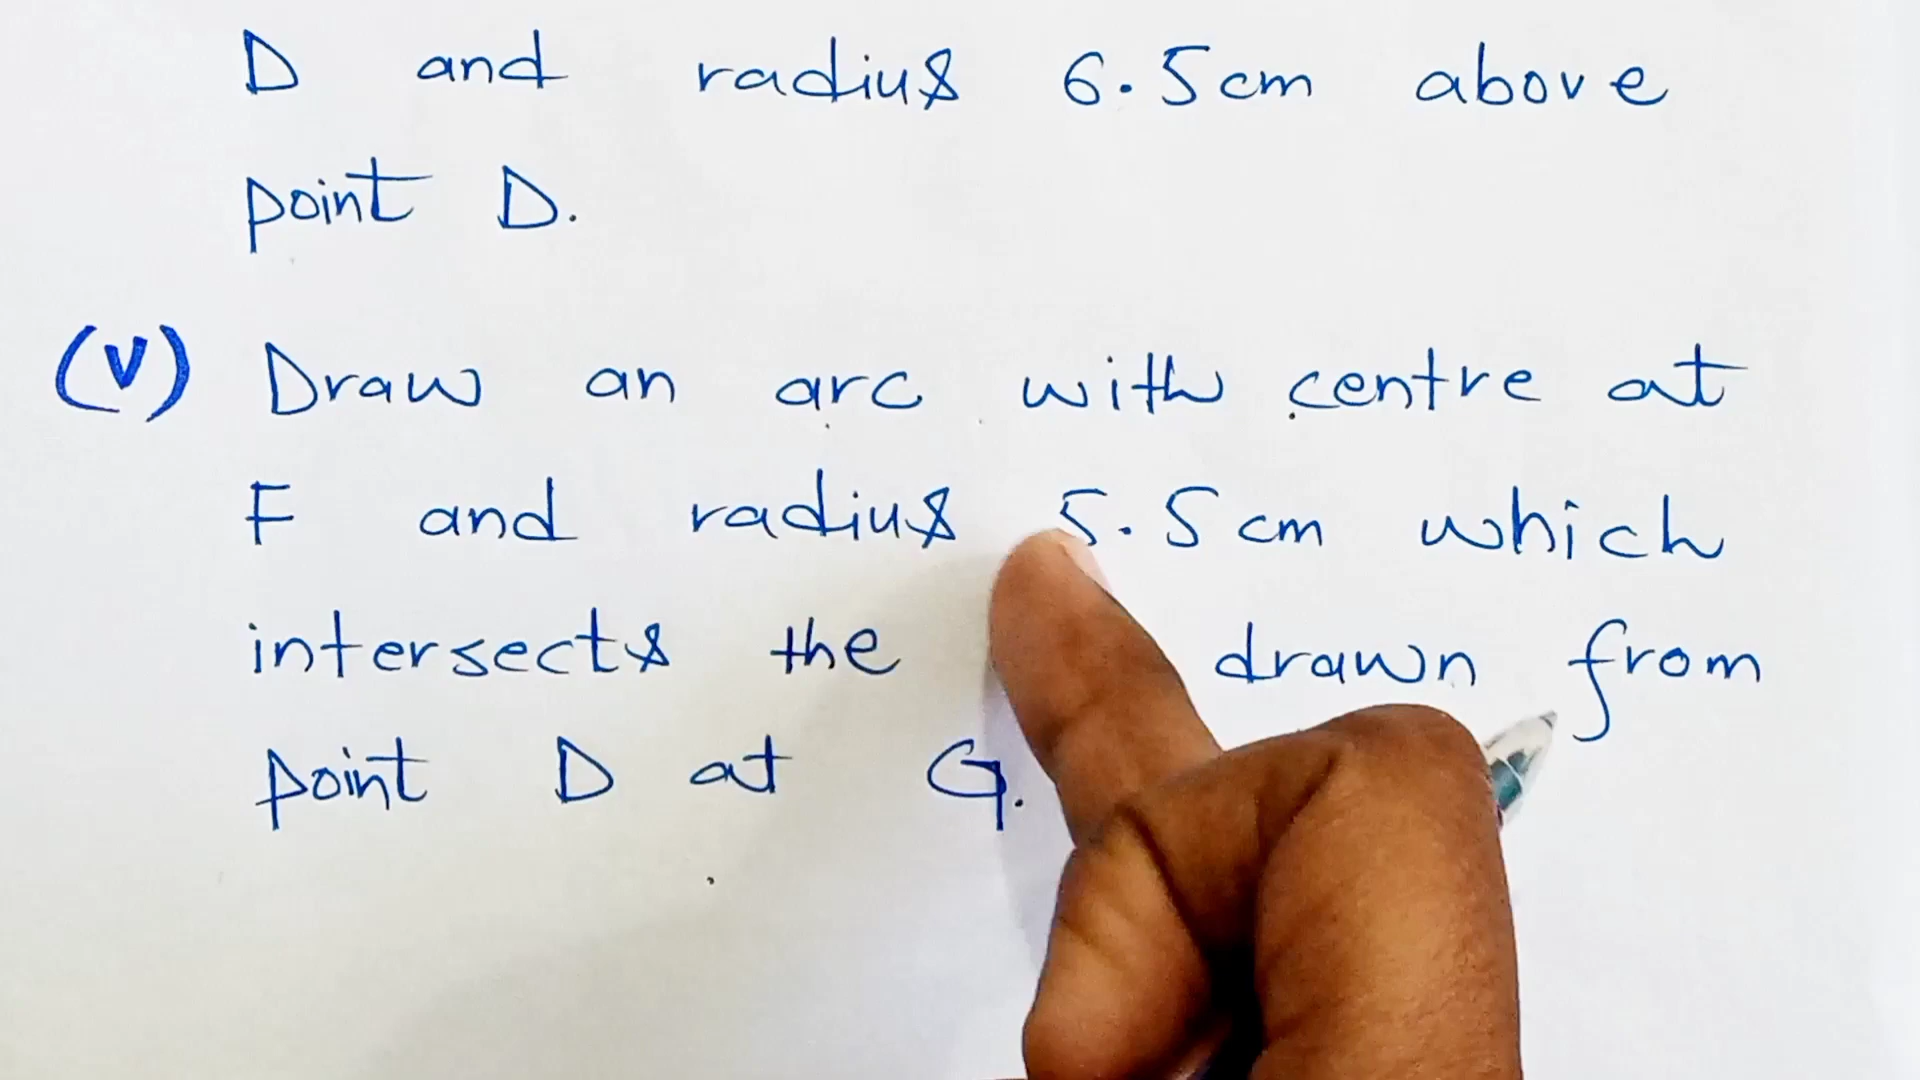 D and radius 6.5cm above
point D.
(V) Draw an arc with centre at
F and radius 5.5cm which
intersects the drawn from
point D at G.